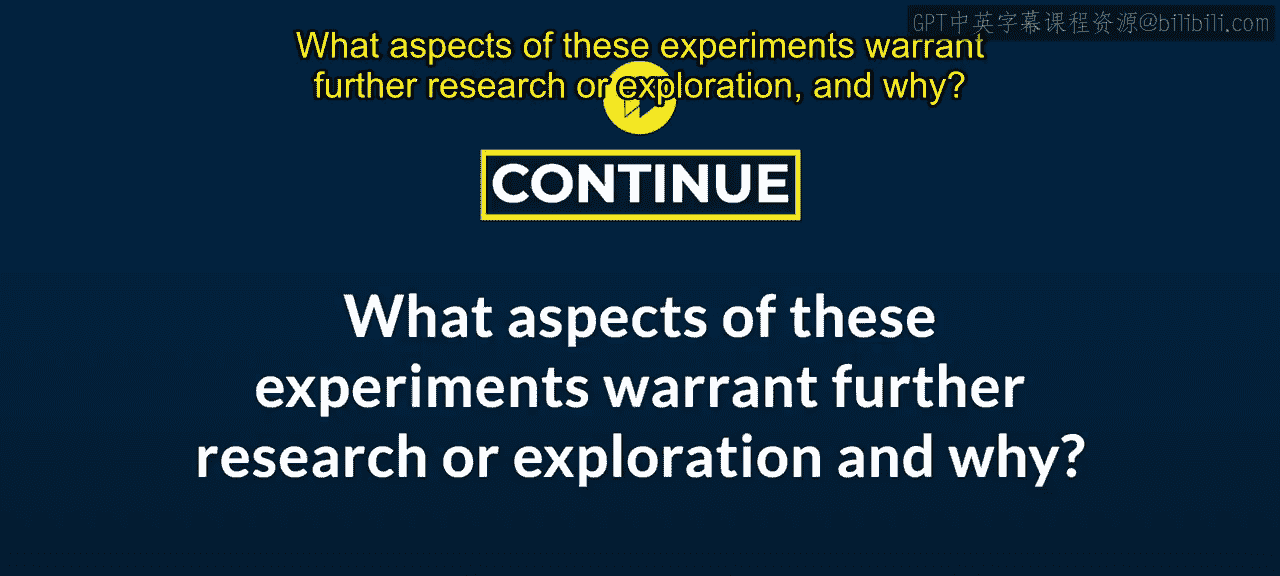 GPT中英字幕课程资源@bilibili.com
What aspects of these experiments warrant
further research or exploration, and why?
CONTINUE
What aspects of these
experiments warrant further
research or exploration and why?